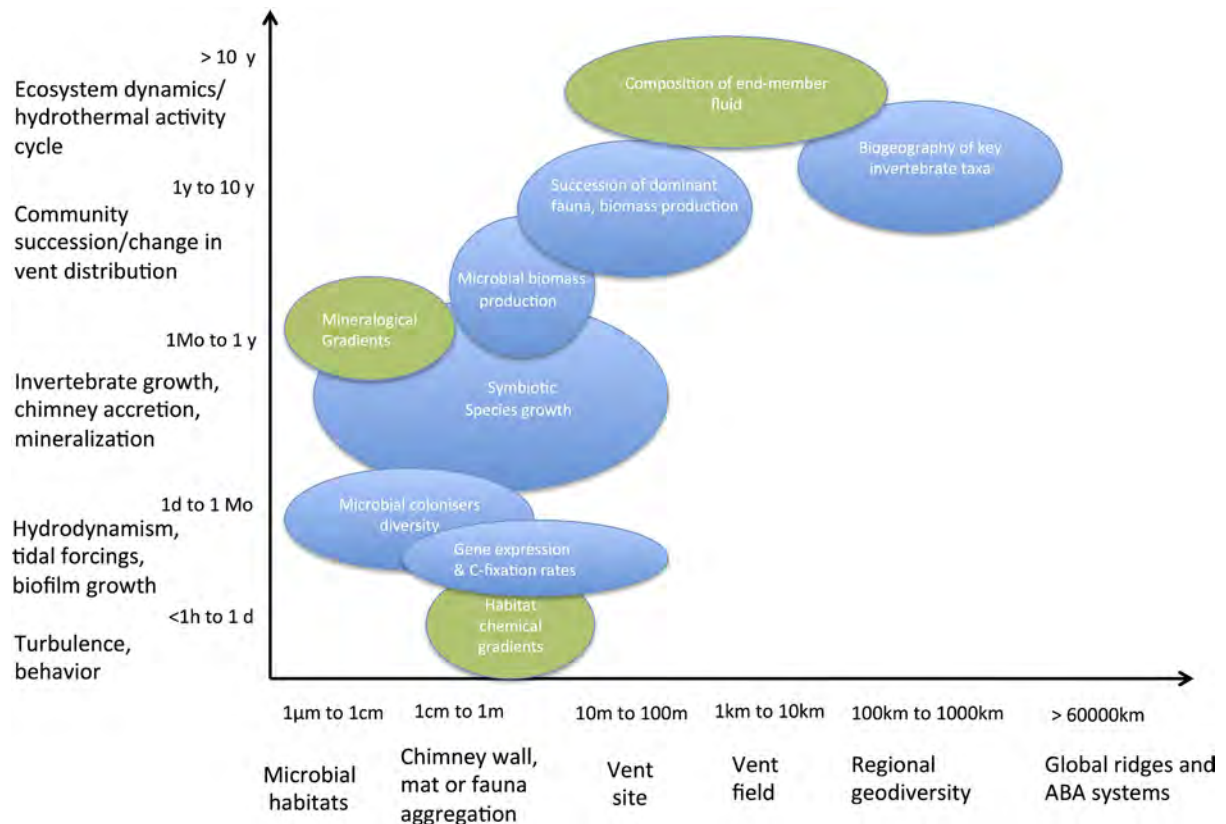 > 10 y
Ecosystem dynamics/
hydrothermal activity
cycle
1y to 10 y
Community
succession/change in
vent distribution
1Mo to 1 y
Invertebrate growth,
chimney accretion,
mineralization
1d to 1 Mo
Hydrodynamism,
tidal forcings,
biofilm growth
<1h to 1 d
Turbulence,
behavior
Composition of end-member
fluid
Biogeography of key
invertebrate taxa
Succession of dominant
fauna, biomass production
Microbial biomass
production
Mineralogical
Gradients
Symbiotic
Species growth
Microbial colonisers
diversity
Gene expression
& C-fixation rates
Habitat
chemical
gradients
1μm to 1cm
1cm to 1m
10m to 100m
1km to 10km
100km to 1000km
> 60000km
Microbial
habitats
Chimney wall,
mat or fauna
aggregation
Vent
site
Vent
field
Regional
geodiversity
Global ridges and
ABA systems